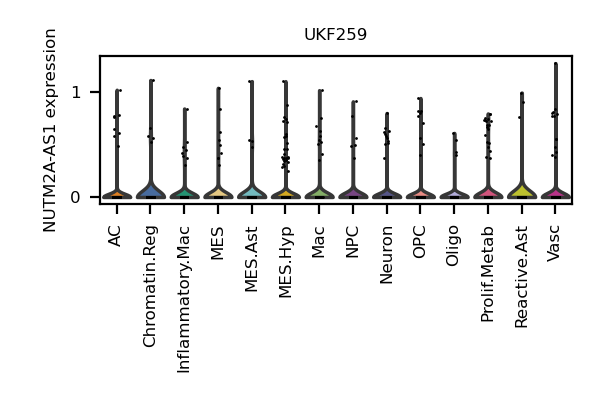 UKF259
NUTM2A-AS1 expression
1
0
AC
Chromatin.Reg
Inflammatory.Mac
MES
MES.Ast
MES.Hyp
Mac
NPC
Neuron
OPC
Oligo
Prolif.Metab
Reactive.Ast
Vasc